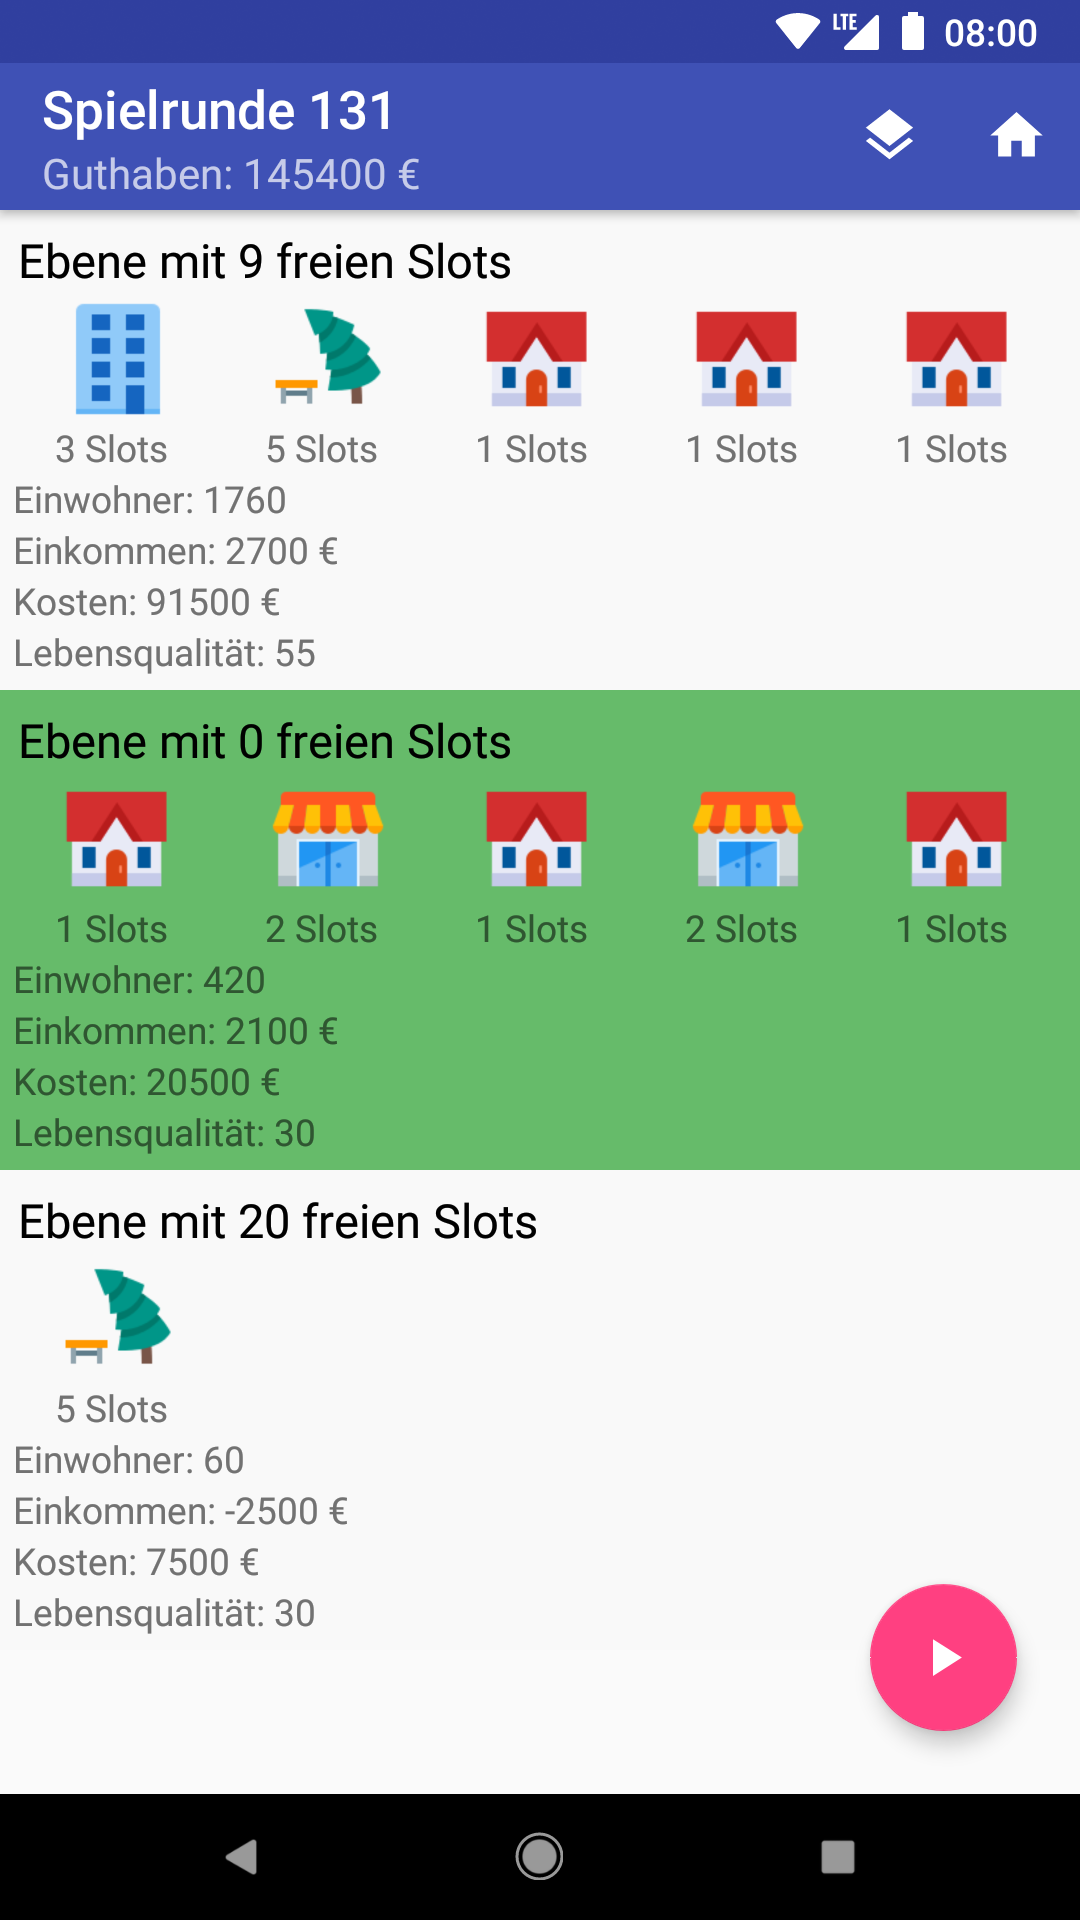 LTE 08:00
Spielrunde 131
Guthaben: 145400 €
Ebene mit 9 freien Slots
3 Slots 5 Slots 1 Slots 1 Slots 1 Slots
Einwohner: 1760
Einkommen: 2700 €
Kosten: 91500 €
Lebensqualität: 55
Ebene mit 0 freien Slots
1 Slots 2 Slots 1 Slots 2 Slots 1 Slots
Einwohner: 420
Einkommen: 2100 €
Kosten: 20500 €
Lebensqualität: 30
Ebene mit 20 freien Slots
5 Slots
Einwohner: 60
Einkommen: -2500 €
Kosten: 7500 €
Lebensqualität: 30